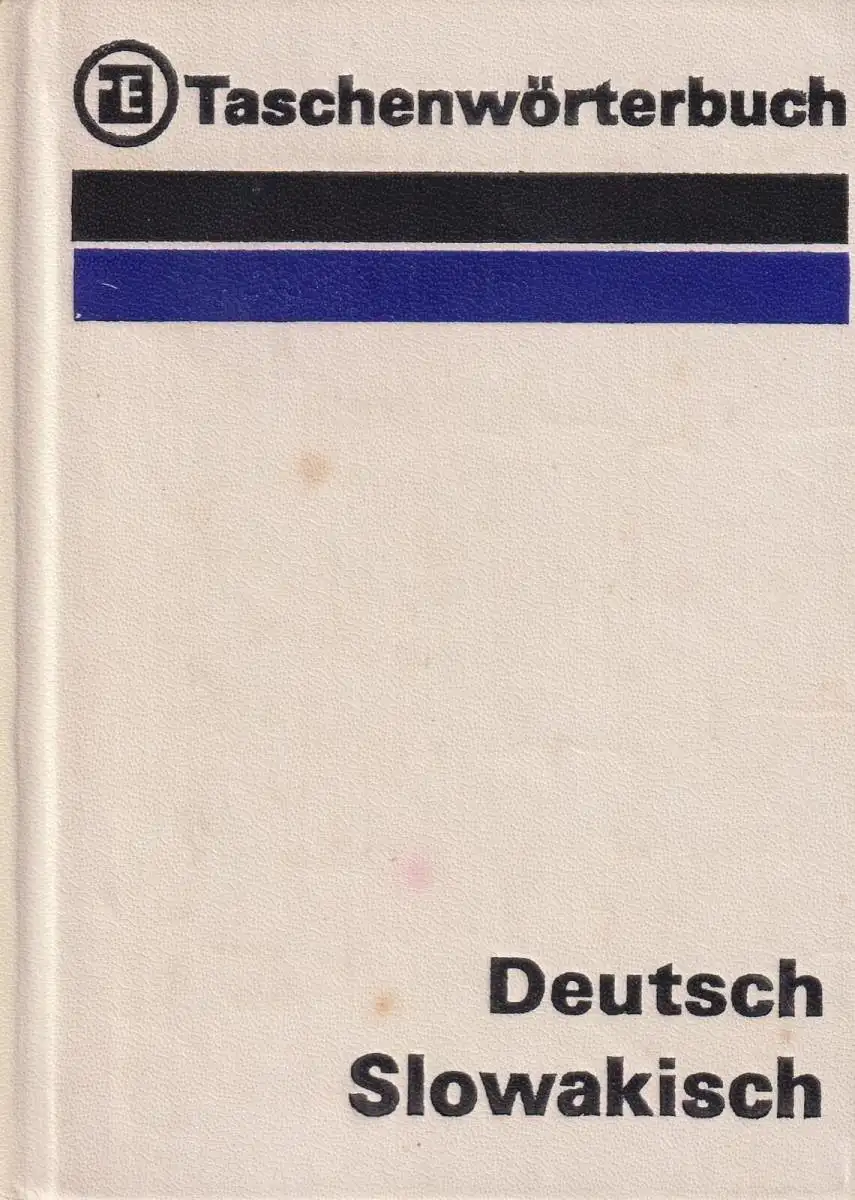 Taschenwörterbuch
Deutsch
Slowakisch